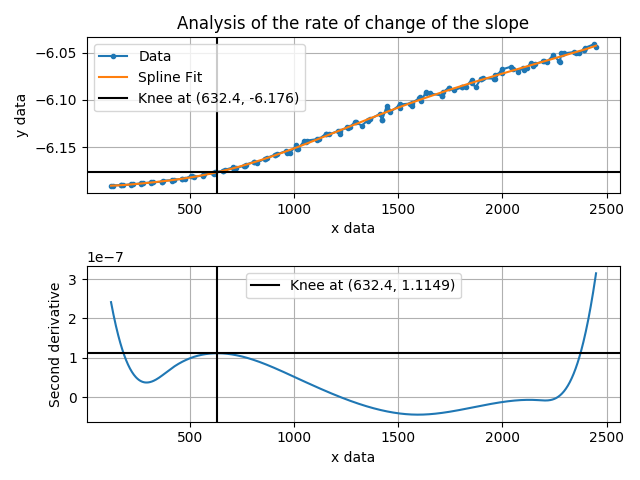 Analysis of the rate of change of the slope
Data
Spline Fit
Knee at (632.4, -6.176)
y data
−6.05
−6.10
−6.15
500
1000
1500
2000
2500
x data
1e−7
Knee at (632.4, 1.1149)
Second derivative
3
2
1
0
500
1000
1500
2000
2500
x data